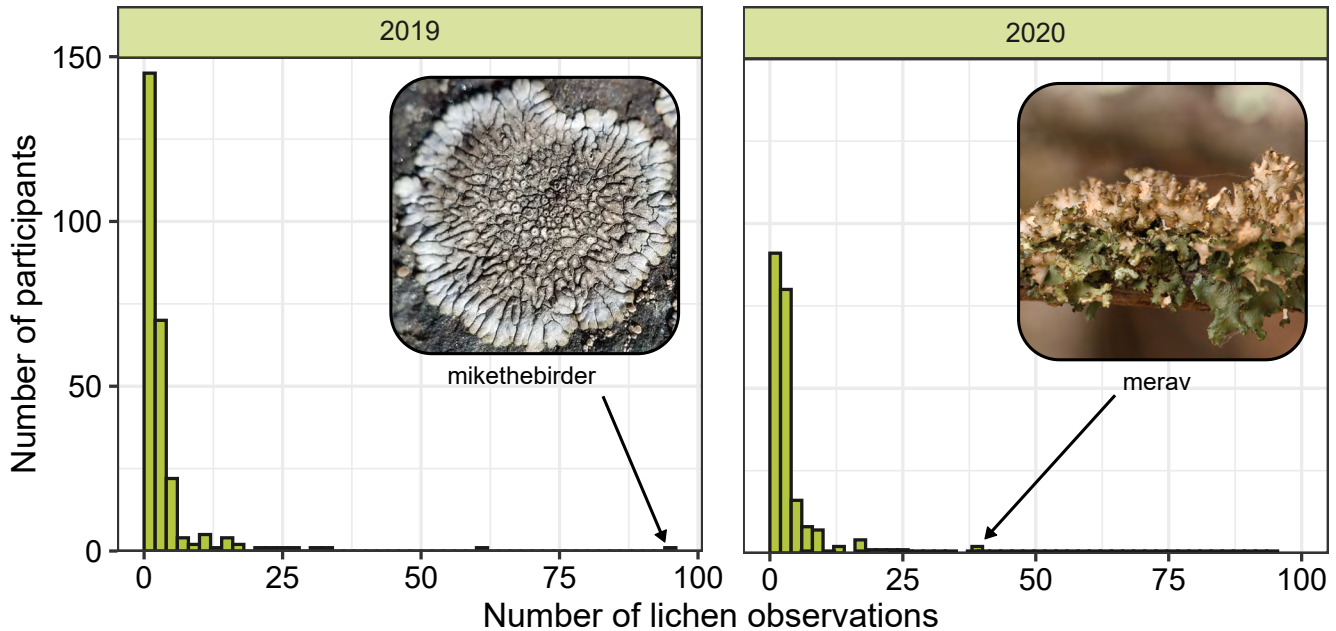 2019
2020
150
100
50
0
Number of participants
mikethebirder
merav
0 25 50 75 100
0 25 50 75 100
Number of lichen observations